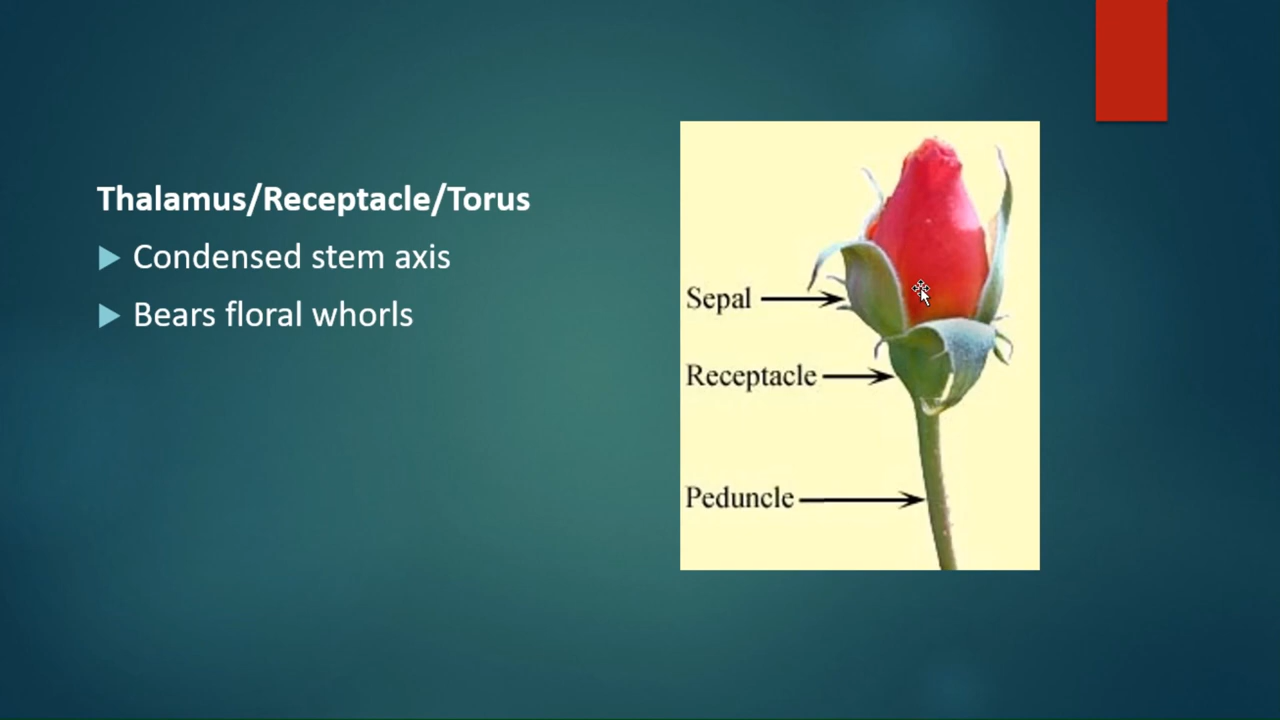 Thalamus/Receptacle/Torus
Condensed stem axis
Bears floral whorls
Sepal
Receptacle
Peduncle